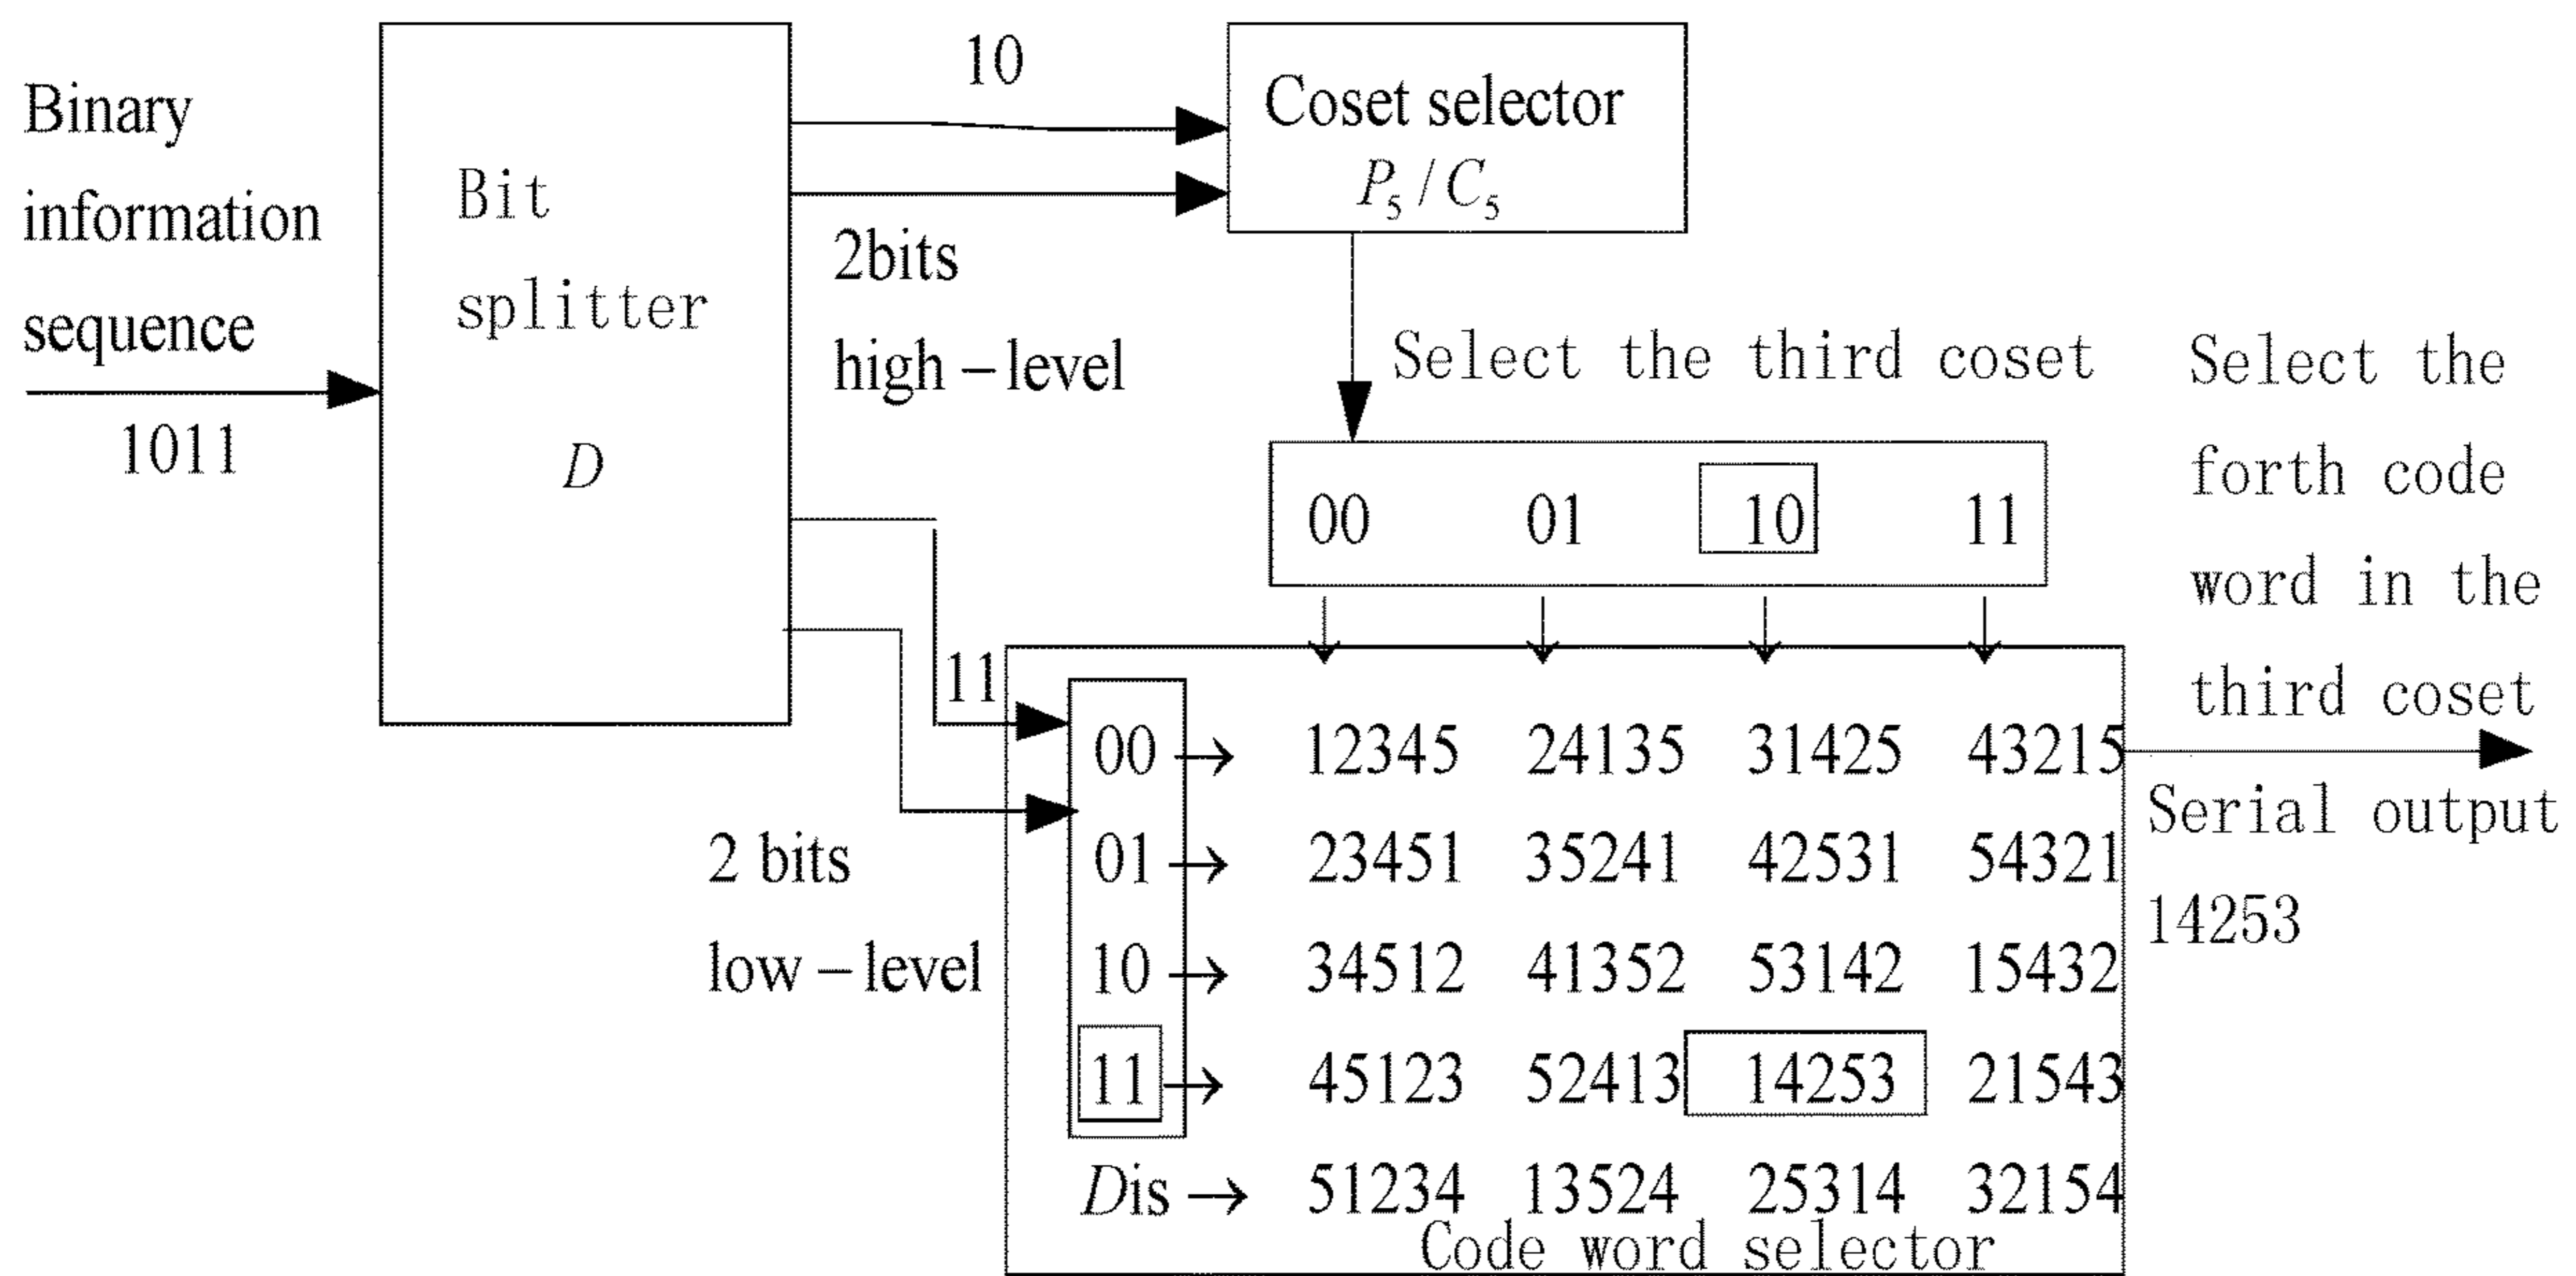 Binary
information
sequence
1011
Bit
splitter
D
10
2bits
high – level
Coset selector
P5 / C5
Select the third coset
00 01 10 11
Select the
forth code
word in the
third coset
11
2 bits
low – level
00 → 12345 24135 31425 43215
01 → 23451 35241 42531 54321
10 → 34512 41352 53142 15432
11 → 45123 52413 14253 21543
Dis → 51234 13524 25314 32154
Code word selector
Serial output
14253